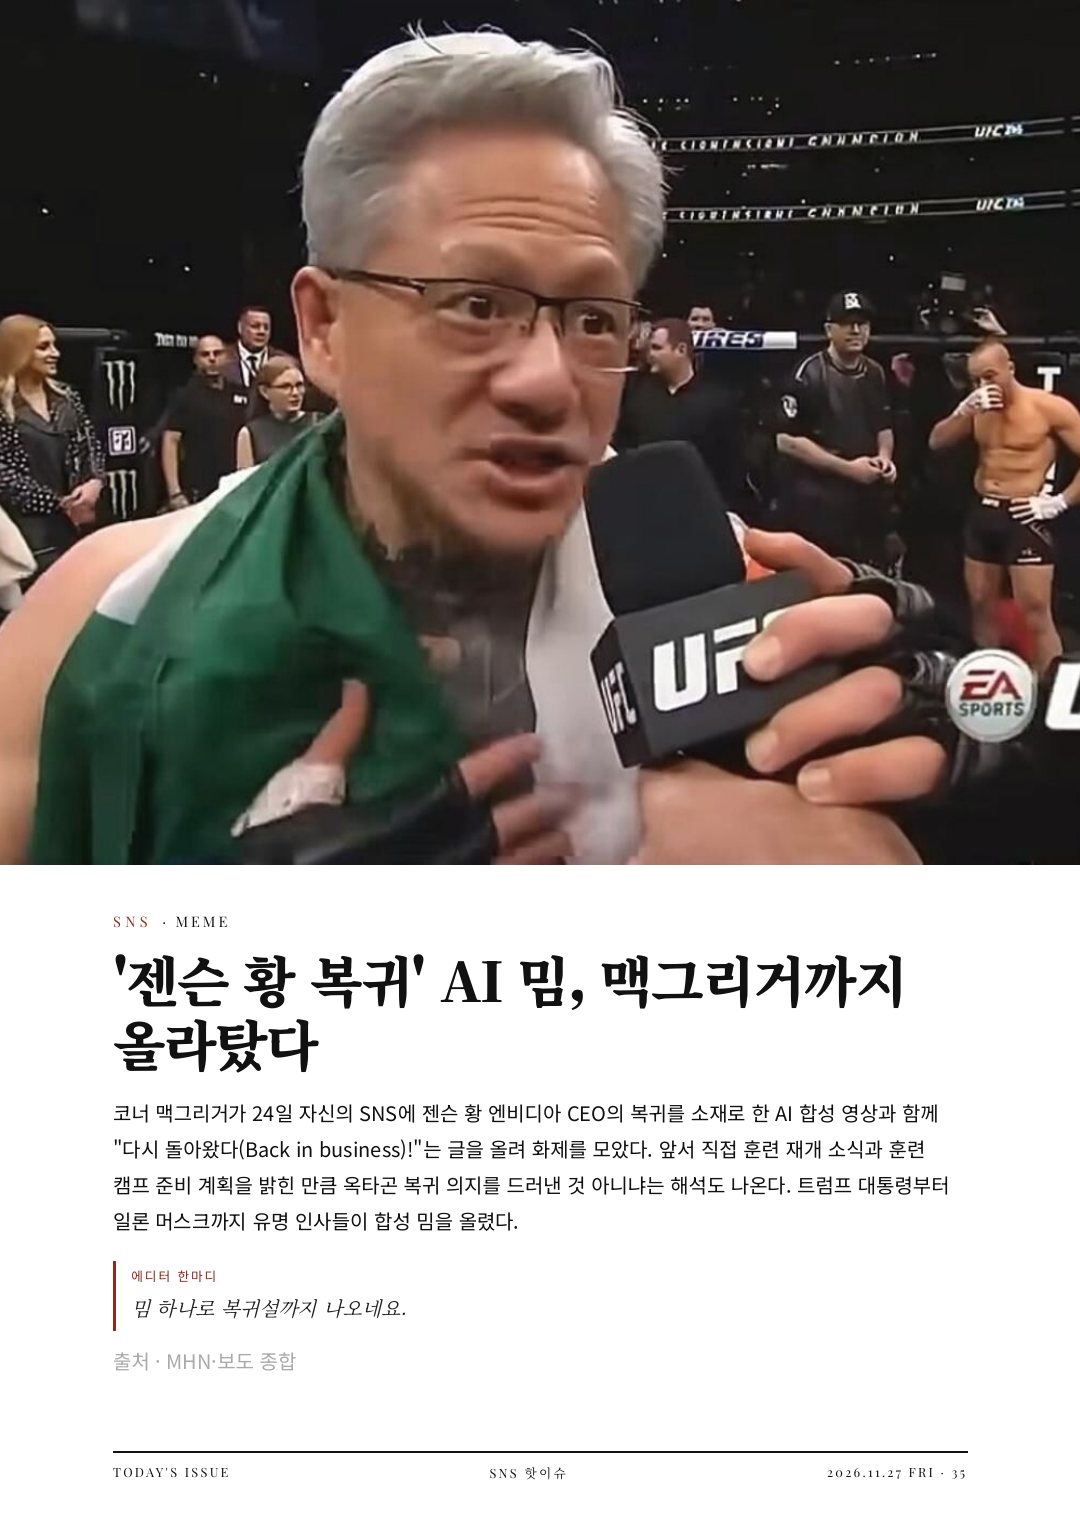 UFC
UFC
UFC
UFC
EA
SPORTS
SNS · MEME
'젠슨 황 복귀' AI 밈, 맥그리거까지
올라탔다
코너 맥그리거가 24일 자신의 SNS에 젠슨 황 엔비디아 CEO의 복귀를 소재로 한 AI 합성 영상과 함께
"다시 돌아왔다(Back in business)!"는 글을 올려 화제를 모았다. 앞서 직접 훈련 재개 소식과 훈련
캠프 준비 계획을 밝힌 만큼 옥타곤 복귀 의지를 드러낸 것 아니냐는 해석도 나온다. 트럼프 대통령부터
일론 머스크까지 유명 인사들이 합성 밈을 올렸다.
에디터 한마디
밈 하나로 복귀설까지 나오네요.
출처 · MHN·보도 종합
TODAY'S ISSUE
SNS 핫이슈
2026.11.27 FRI · 35